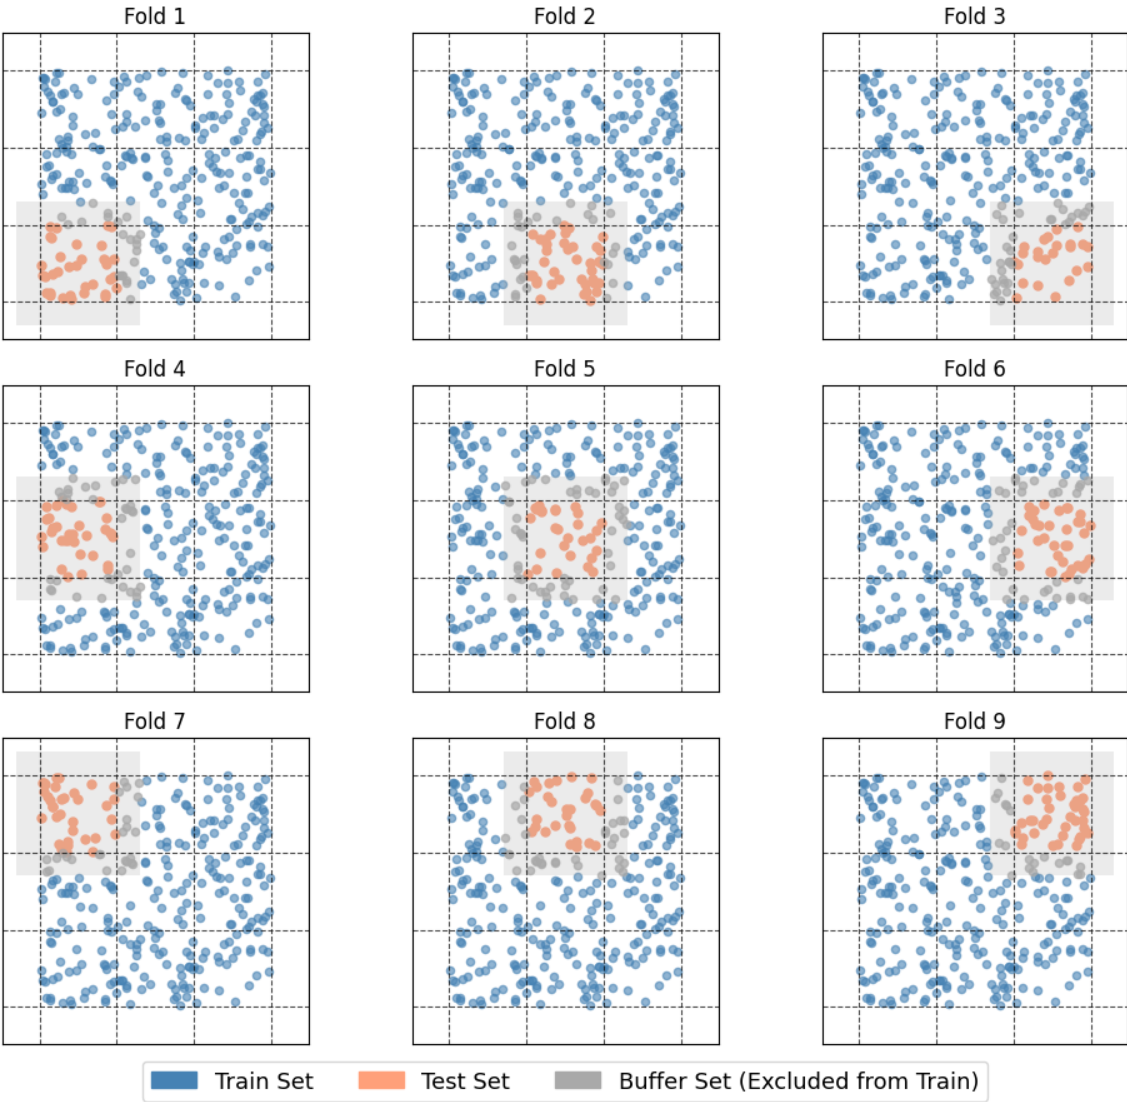 Fold 1
Fold 2
Fold 3
Fold 4
Fold 5
Fold 6
Fold 7
Fold 8
Fold 9
Train Set
Test Set
Buffer Set (Excluded from Train)